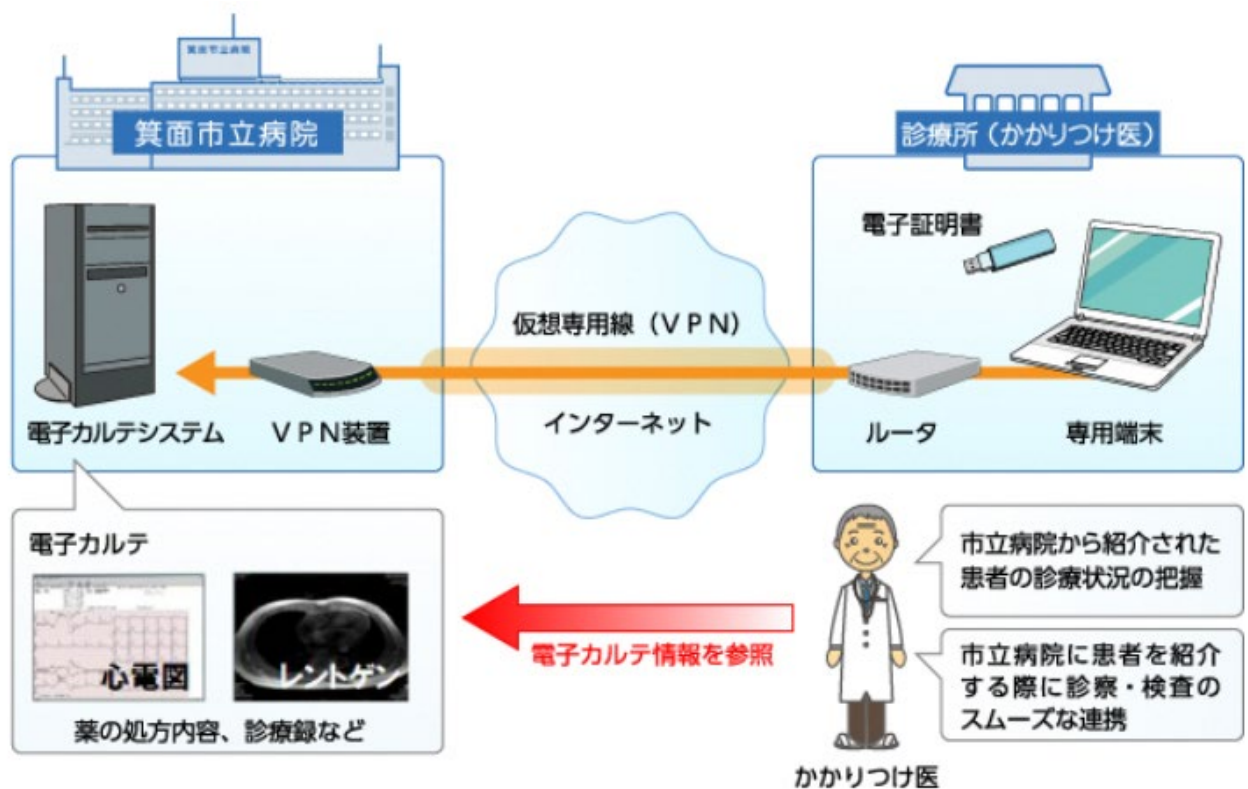 箕面市立病院
箕面市立病院
診療所（かかりつけ医）
電子証明書
仮想専用線（ＶＰＮ）
インターネット
電子カルテシステム
ＶＰＮ装置
ルータ
専用端末
電子カルテ
心電図
レントゲン
薬の処方内容、診療録など
電子カルテ情報を参照
市立病院から紹介された
患者の診療状況の把握
市立病院に患者を紹介
する際に診察・検査の
スムーズな連携
かかりつけ医